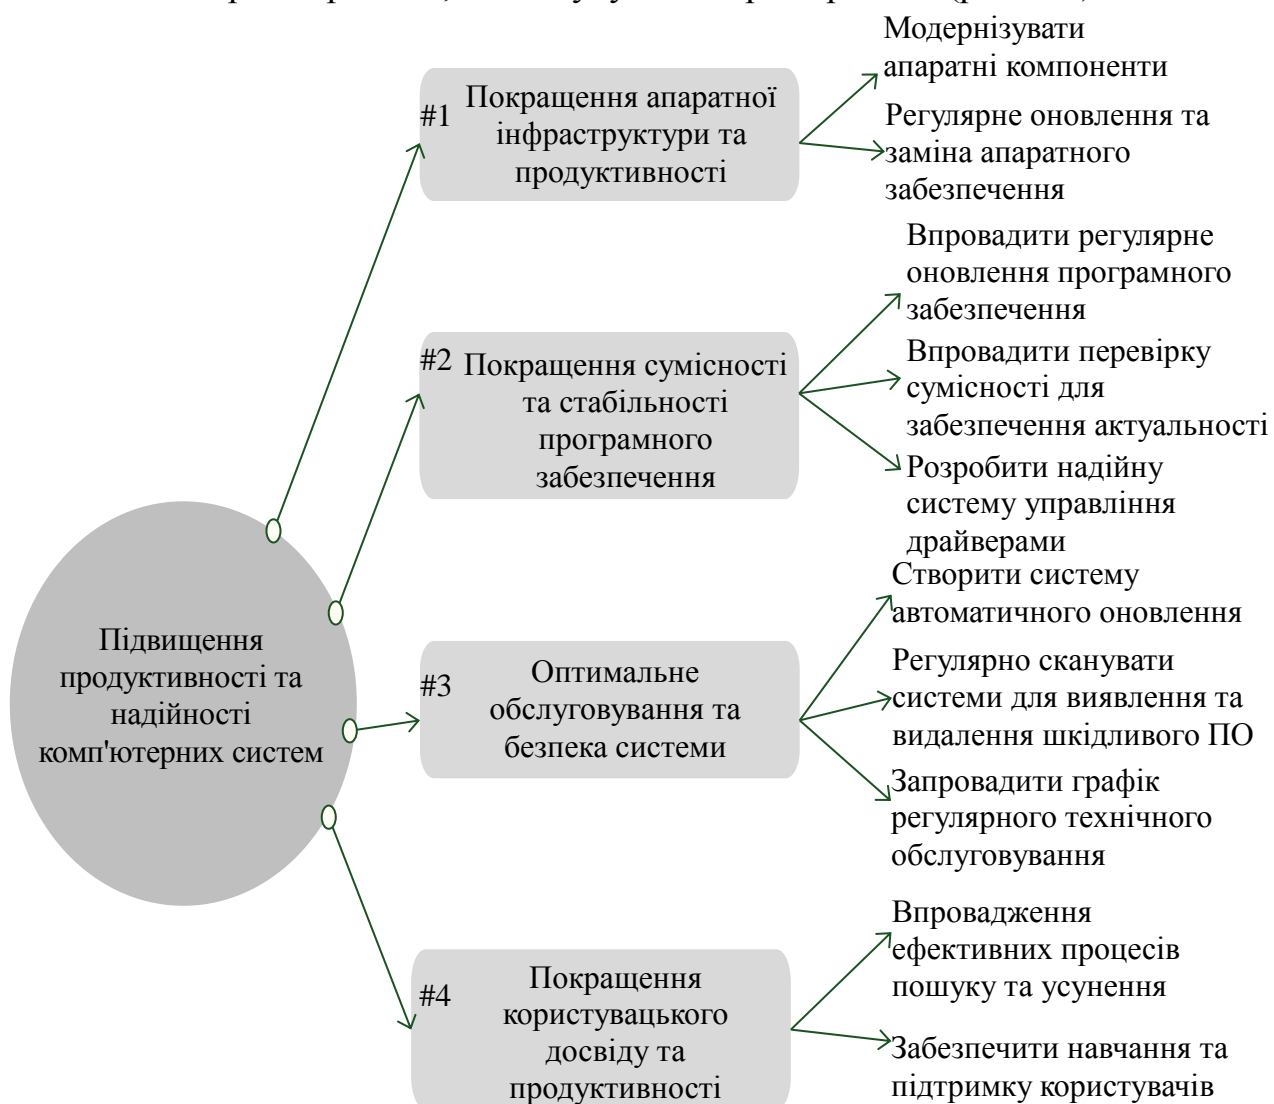 Підвищення
продуктивності та
надійності
комп'ютерних систем
#1
Покращення апаратної
інфраструктури та
продуктивності
Модернізувати
апаратні компоненти
Регулярне оновлення та
заміна апаратного
забезпечення
#2
Покращення сумісності
та стабільності
програмного
забезпечення
Впровадити регулярне
оновлення програмного
забезпечення
Впровадити перевірку
сумісності для
забезпечення актуальності
Розробити надійну
систему управління
драйверами
#3
Оптимальне
обслуговування та
безпека системи
Створити систему
автоматичного оновлення
Регулярно сканувати
системи для виявлення та
видалення шкідливого ПО
Запровадити графік
регулярного технічного
обслуговування
#4
Покращення
користувацького
досвіду та
продуктивності
Впровадження
ефективних процесів
пошуку та усунення
Забезпечити навчання та
підтримку користувачів